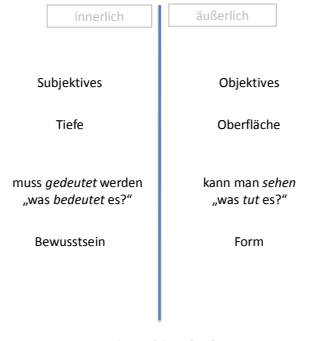 innerlich
äußerlich
Subjektives
Objektives
Tiefe
Oberfläche
muss gedeutet werden
„was bedeutet es?“
kann man sehen
„was tut es?“
Bewusstsein
Form